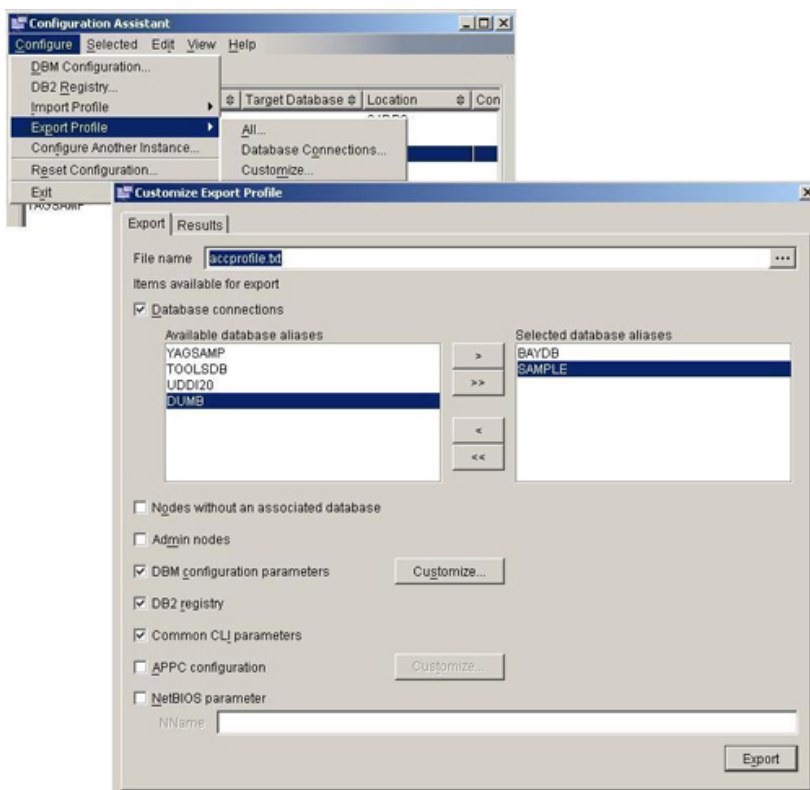 Configuration Assistant
Configure Selected Edit View Help
DBM Configuration...
DB2 Registry...
Import Profile
Export Profile
Configure Another Instance...
Reset Configuration...
Exit
Target Database Location Con
All...
Database Connections...
Customize...
YAGSAMP
Customize Export Profile
Export Results
File name accprofile.txt ...
Items available for export
Database connections
Available database aliases
YAGSAMP
TOOLSDB
UDDI20
DUMB
>
>>
<
<<
Selected database aliases
BAYDB
SAMPLE
Nodes without an associated database
Admin nodes
DBM configuration parameters Customize...
DB2 registry
Common CLI parameters
APPC configuration Customize...
NetBIOS parameter
NName
Export